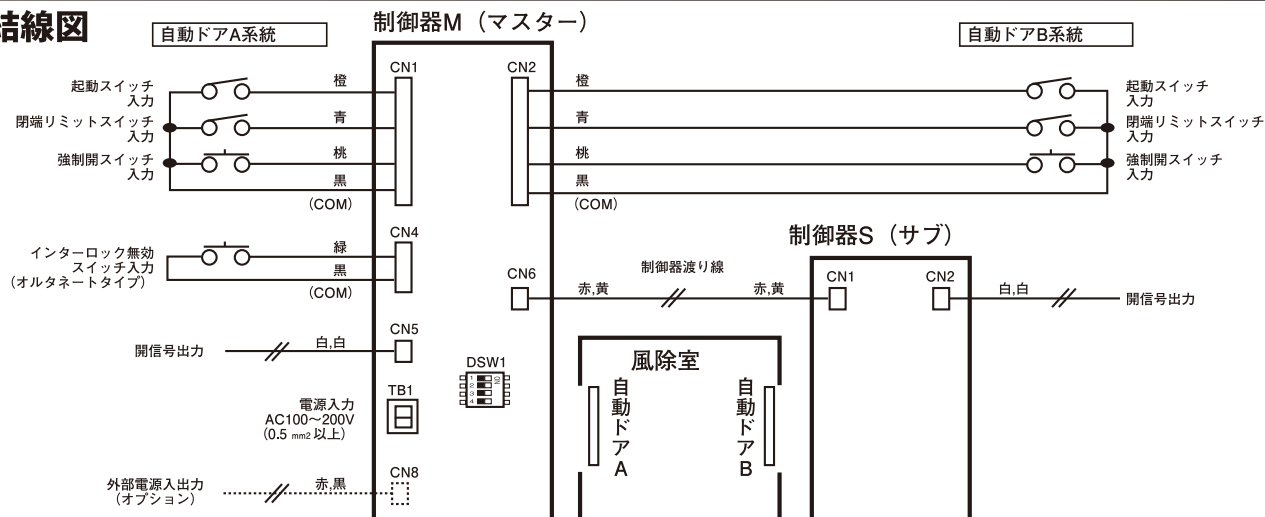 結線図
自動ドアA系統
制御器M（マスター）
自動ドアB系統
CN1
CN2
起動スイッチ
入力
橙
橙
起動スイッチ
入力
閉端リミットスイッチ
入力
青
青
閉端リミットスイッチ
入力
強制開スイッチ
入力
桃
桃
強制開スイッチ
入力
黒
(COM)
黒
(COM)
インターロック無効
スイッチ入力
(オルタネートタイプ)
緑
黒
(COM)
CN4
制御器S（サブ）
CN6
赤,黄
制御器渡り線
赤,黄
CN1
CN2
白,白
開信号出力
開信号出力
白,白
CN5
DSW1
ON
1
2
3
4
風除室
自動ドアA
自動ドアB
電源入力
AC100〜200V
(0.5 mm2 以上)
TB1
外部電源入出力
(オプション)
赤,黒
CN8